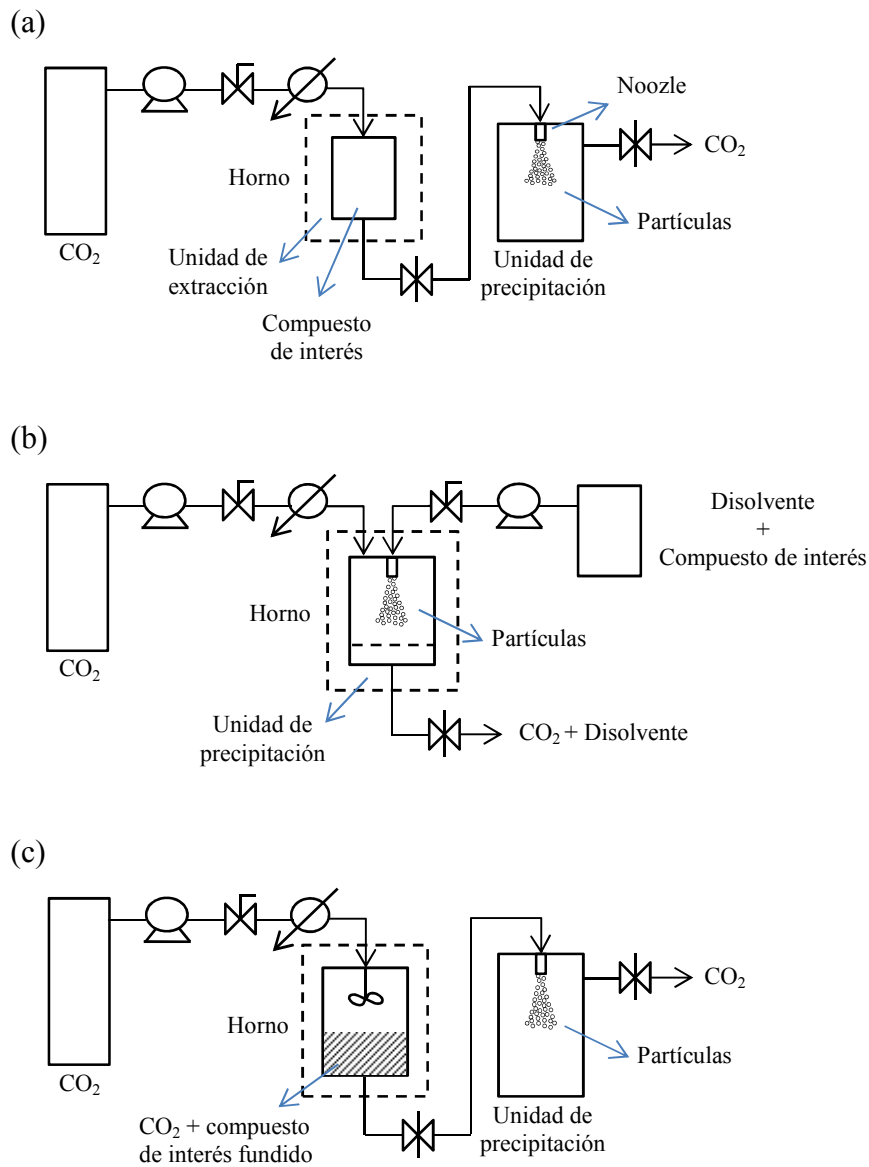 (a)
Noozle
CO₂
Horno
Partículas
CO₂
Unidad de
extracción
Unidad de
precipitación
Compuesto
de interés
(b)
Disolvente
+
Compuesto de interés
Horno
Partículas
CO₂
Unidad de
precipitación
CO₂ + Disolvente
(c)
CO₂
Horno
Partículas
CO₂
CO₂ + compuesto
de interés fundido
Unidad de
precipitación